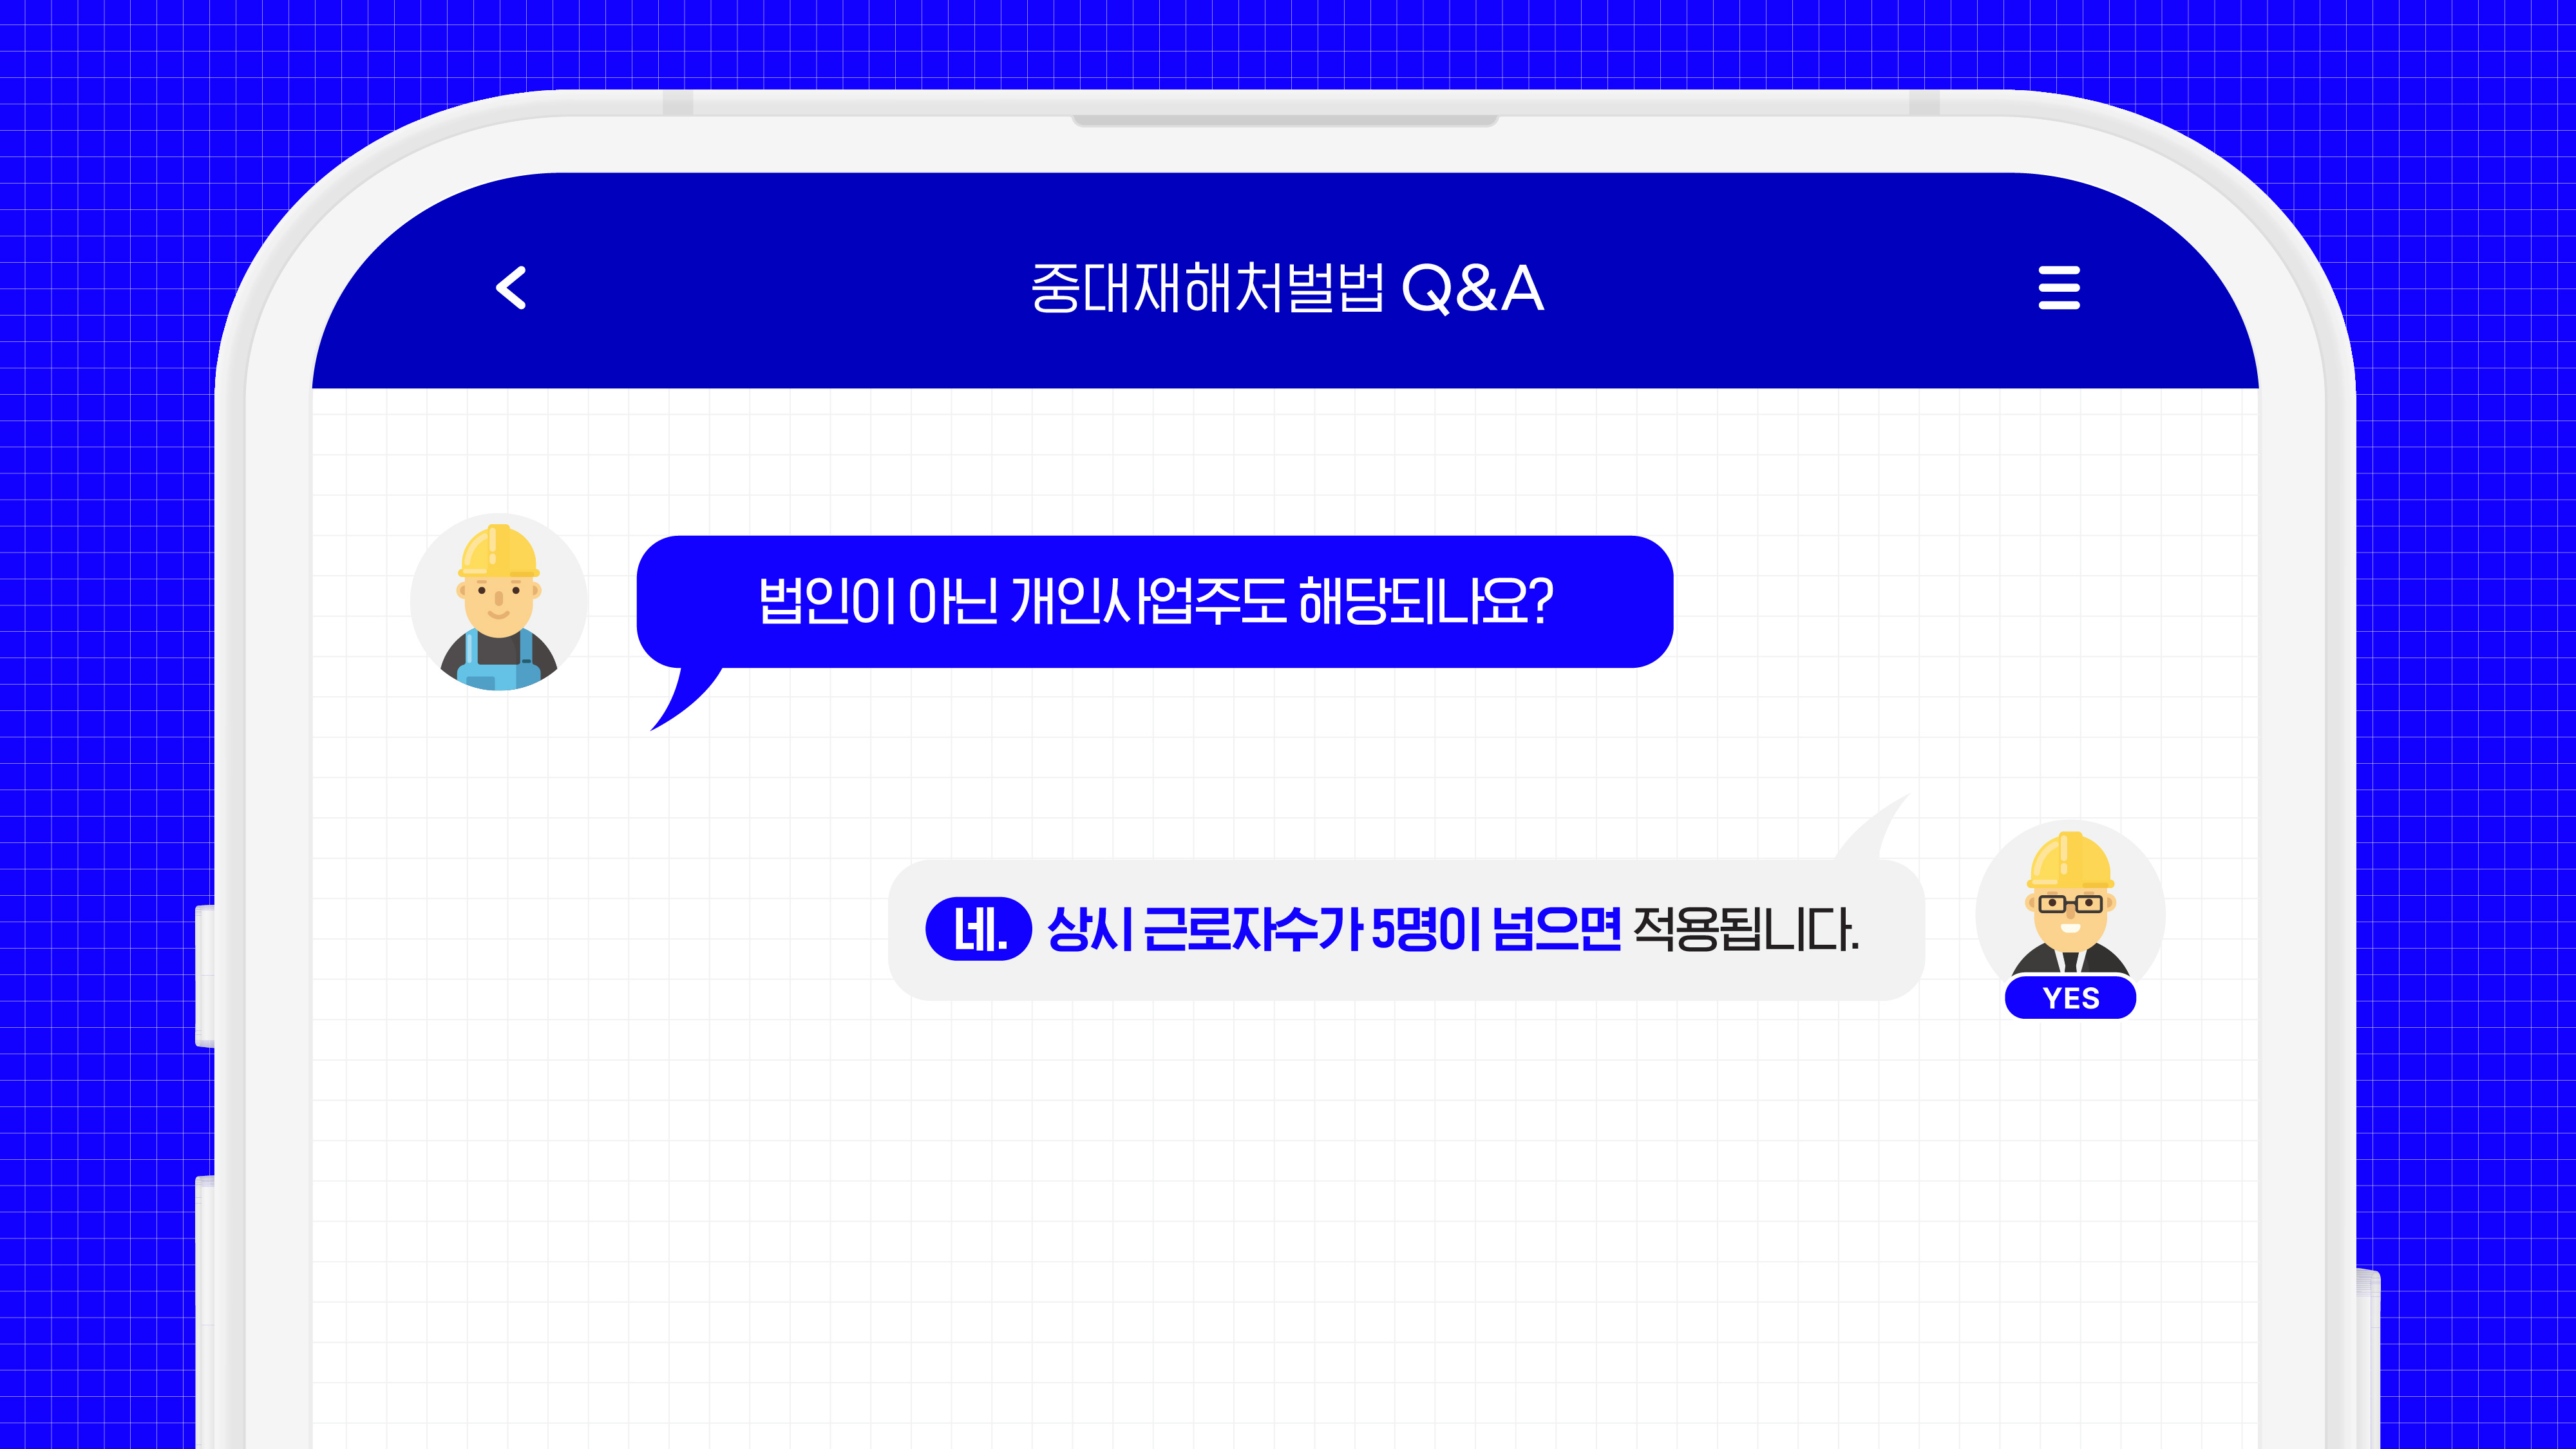 중대재해처벌법 Q&A
법인이 아닌 개인사업주도 해당되나요?
네. 상시 근로자수가 5명이 넘으면 적용됩니다.
YES